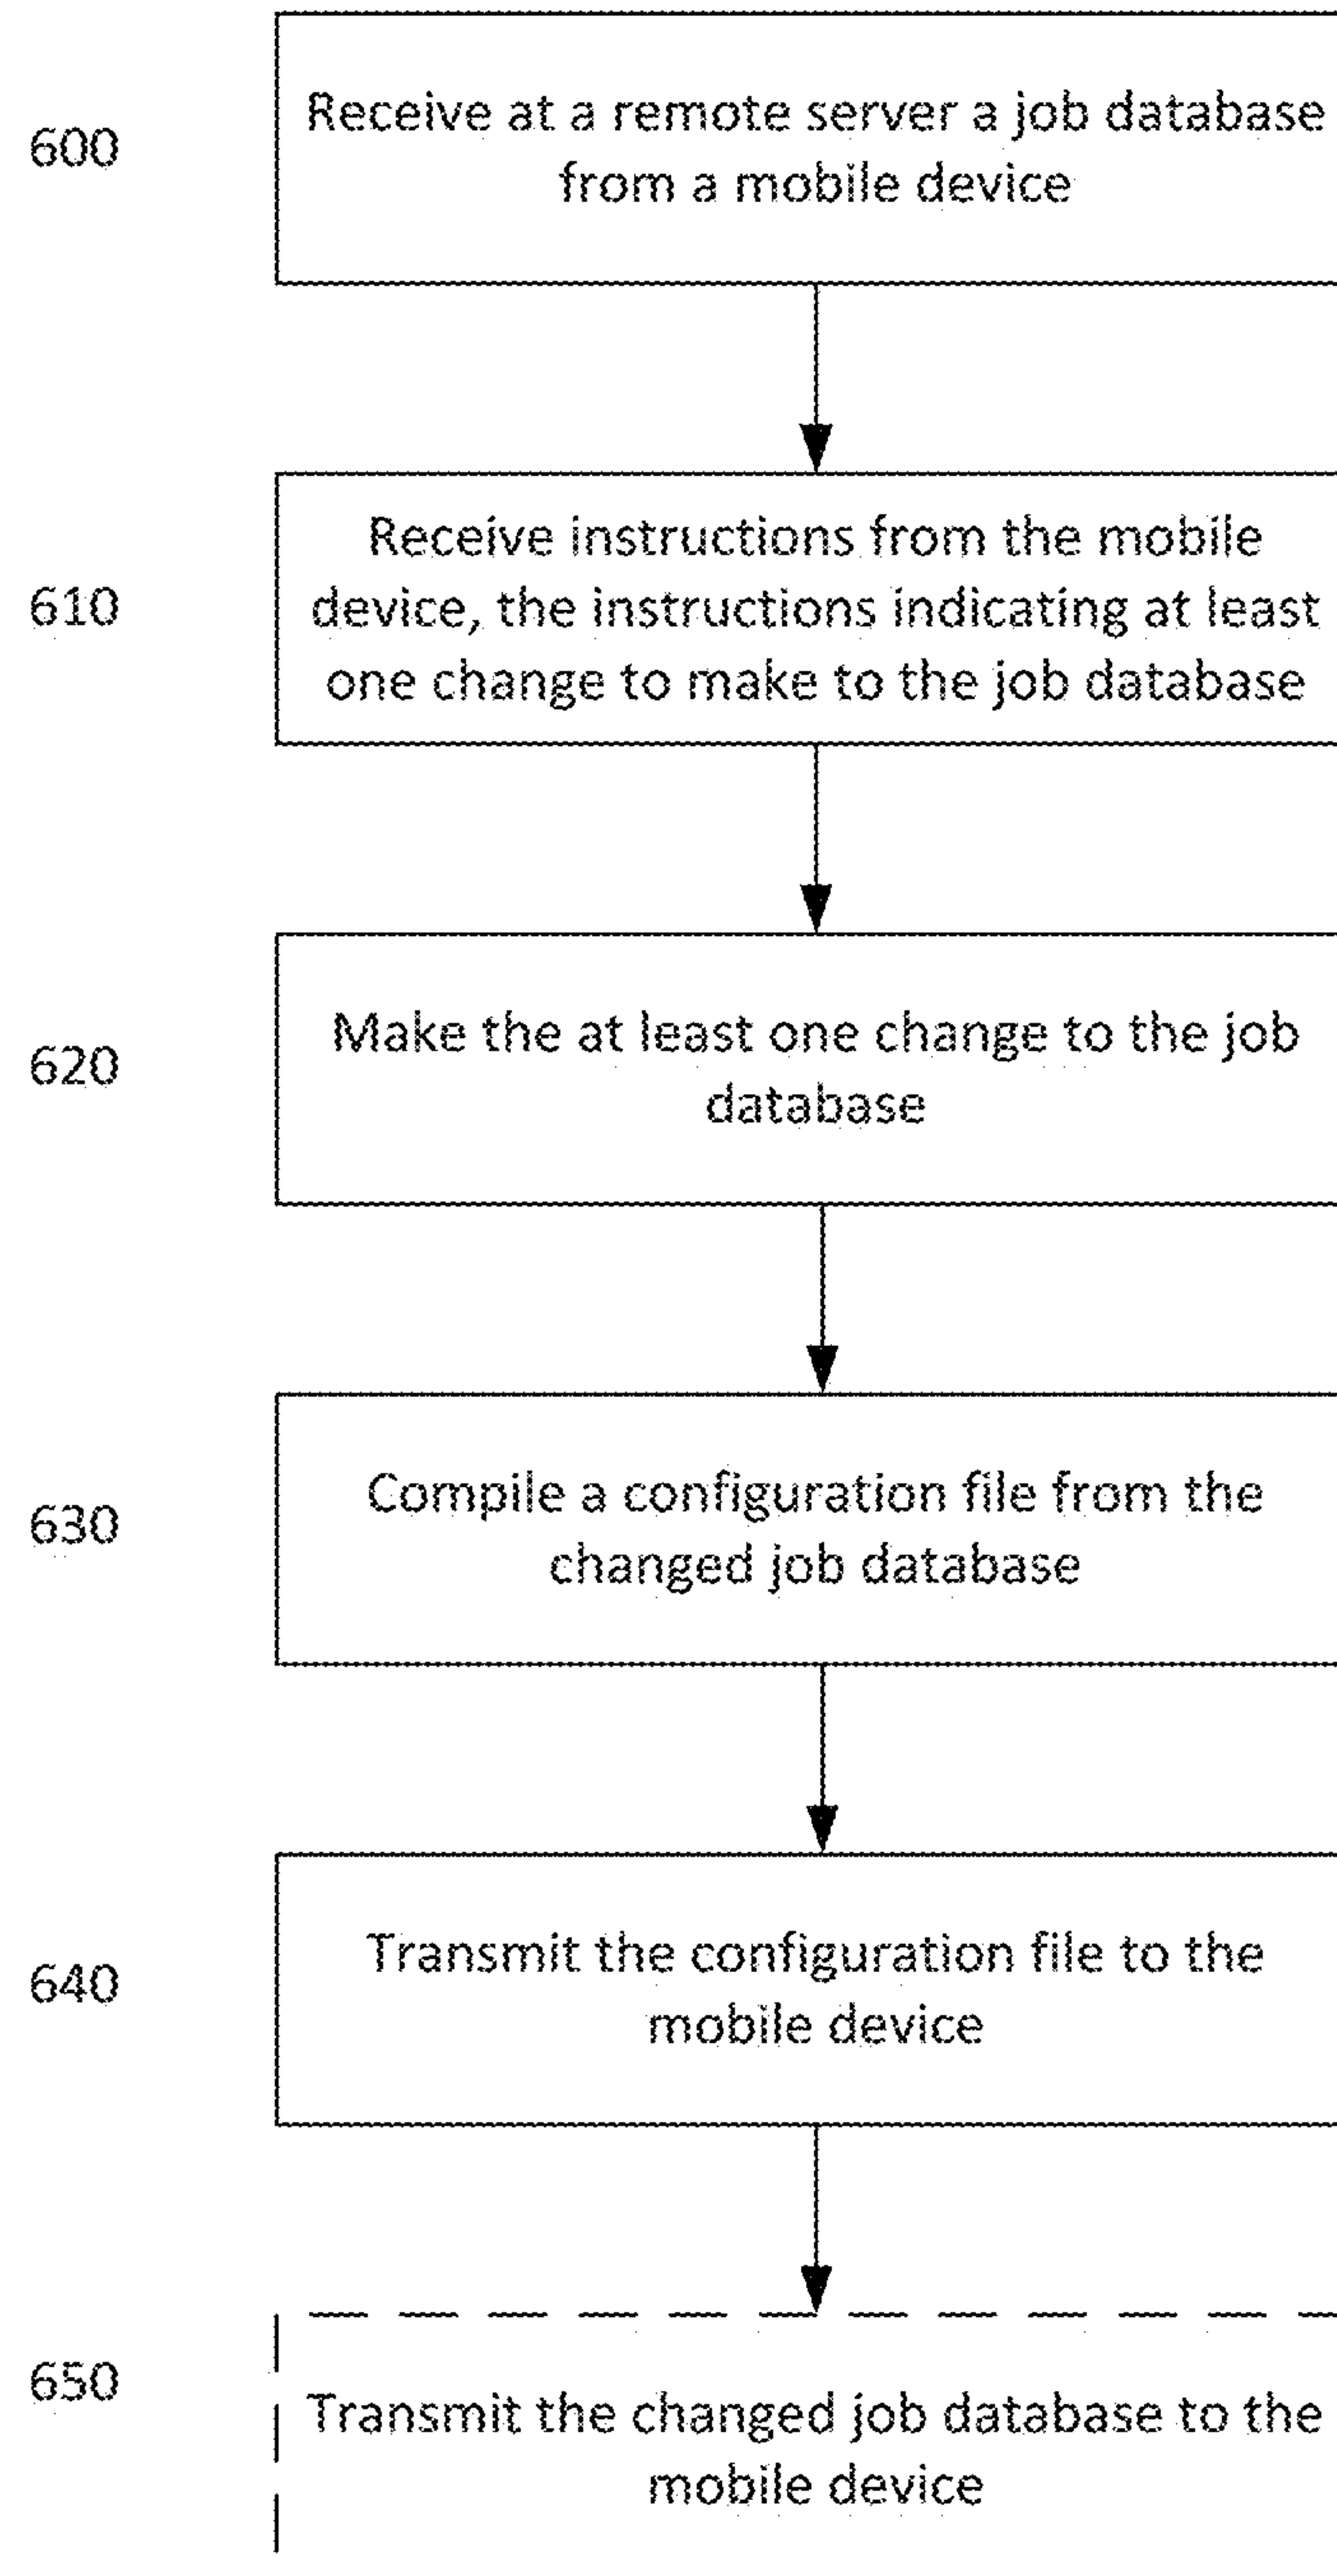 600
Receive at a remote server a job database
from a mobile device
610
Receive instructions from the mobile
device, the instructions indicating at least
one change to make to the job database
620
Make the at least one change to the job
database
630
Compile a configuration file from the
changed job database
640
Transmit the configuration file to the
mobile device
650
Transmit the changed job database to the
mobile device